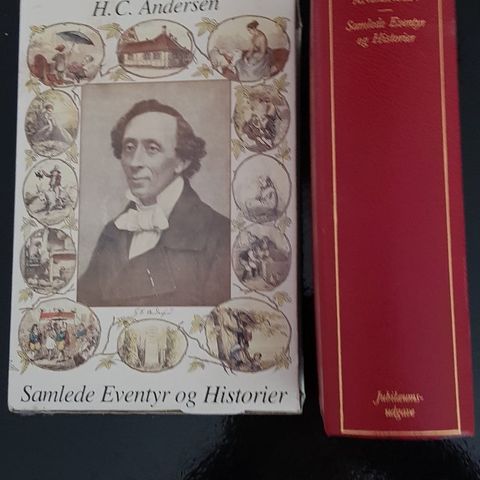 H. C. Andersen
Samlede Eventyr og Historier
Samlede Eventyr
og Historier
Jubilæums-
udgave